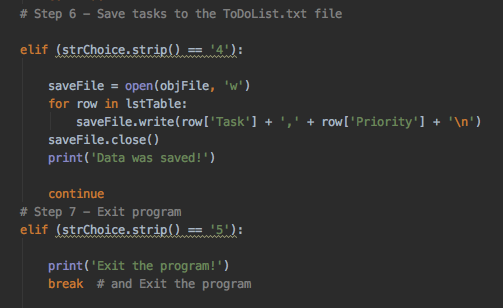 # Step 6 - Save tasks to the ToDoList.txt file
elif (strChoice.strip() == '4'):
saveFile = open(objFile, 'w')
for row in lstTable:
saveFile.write(row['Task'] + ',' + row['Priority'] + '\n')
saveFile.close()
print('Data was saved!')
continue
# Step 7 - Exit program
elif (strChoice.strip() == '5'):
print('Exit the program!')
break  # and Exit the program